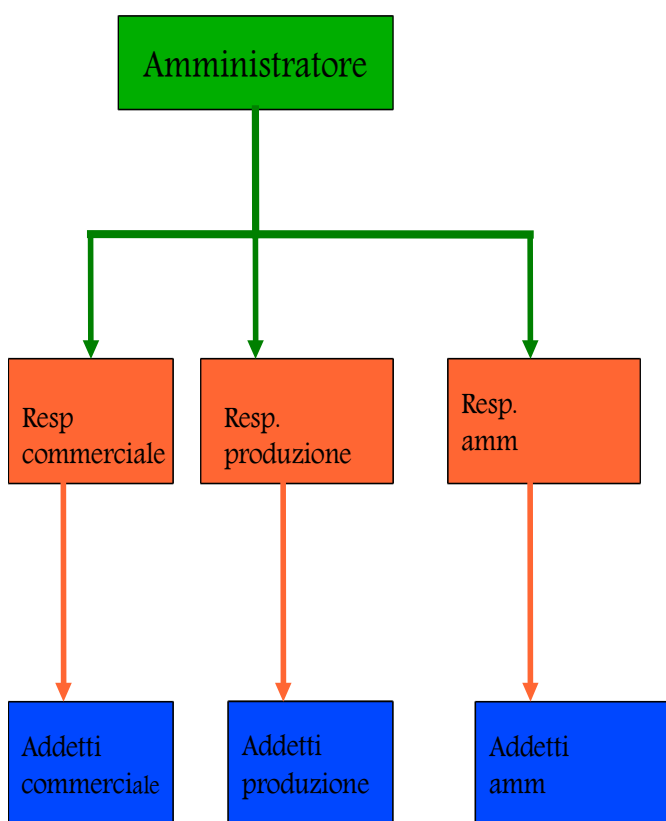 Amministratore
Resp
commerciale
Resp.
produzione
Resp.
amm
Addetti
commerciale
Addetti
produzione
Addetti
amm